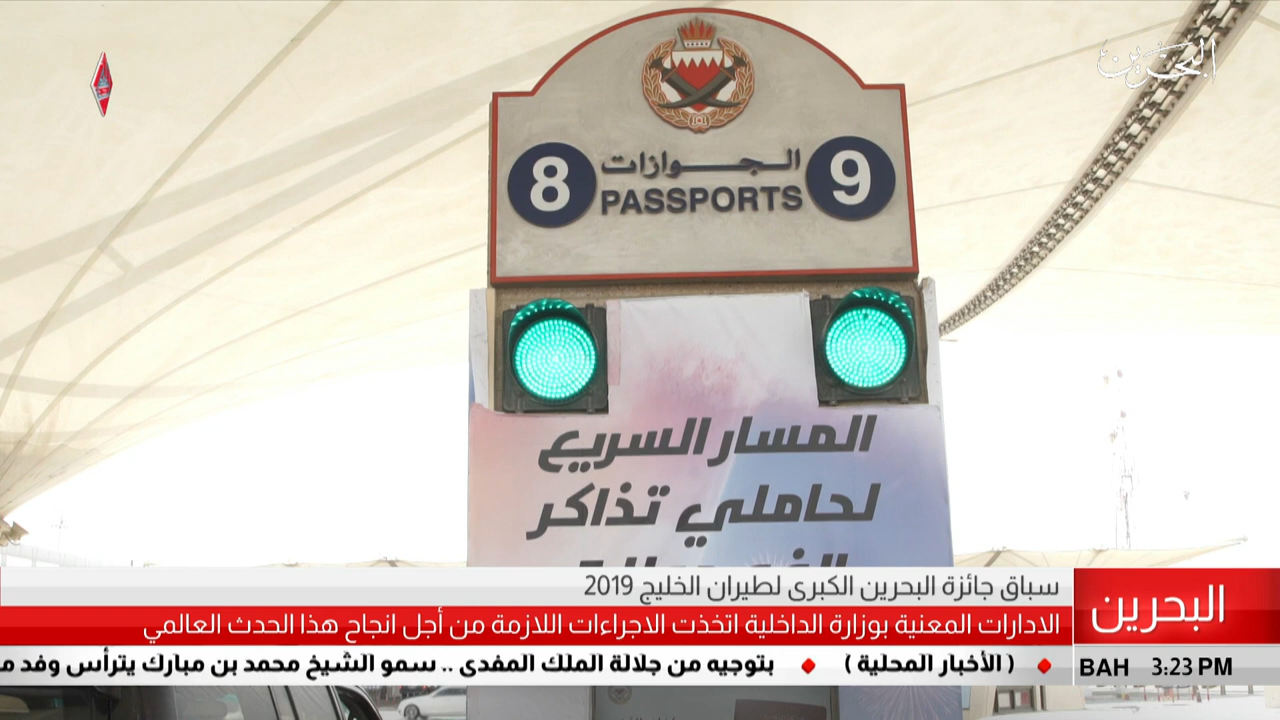 البحرين
الجوازات
8 PASSPORTS 9
المسار السريع
لحاملي تذاكر
سباق جائزة البحرين الكبرى لطيران الخليج 2019
البحرين
الادارات المعنية بوزارة الداخلية اتخذت الاجراءات اللازمة من أجل انجاح هذا الحدث العالمي
BAH 3:23 PM
( الأخبار المحلية ) بتوجيه من جلالة الملك المفدى .. سمو الشيخ محمد بن مبارك يترأس وفد